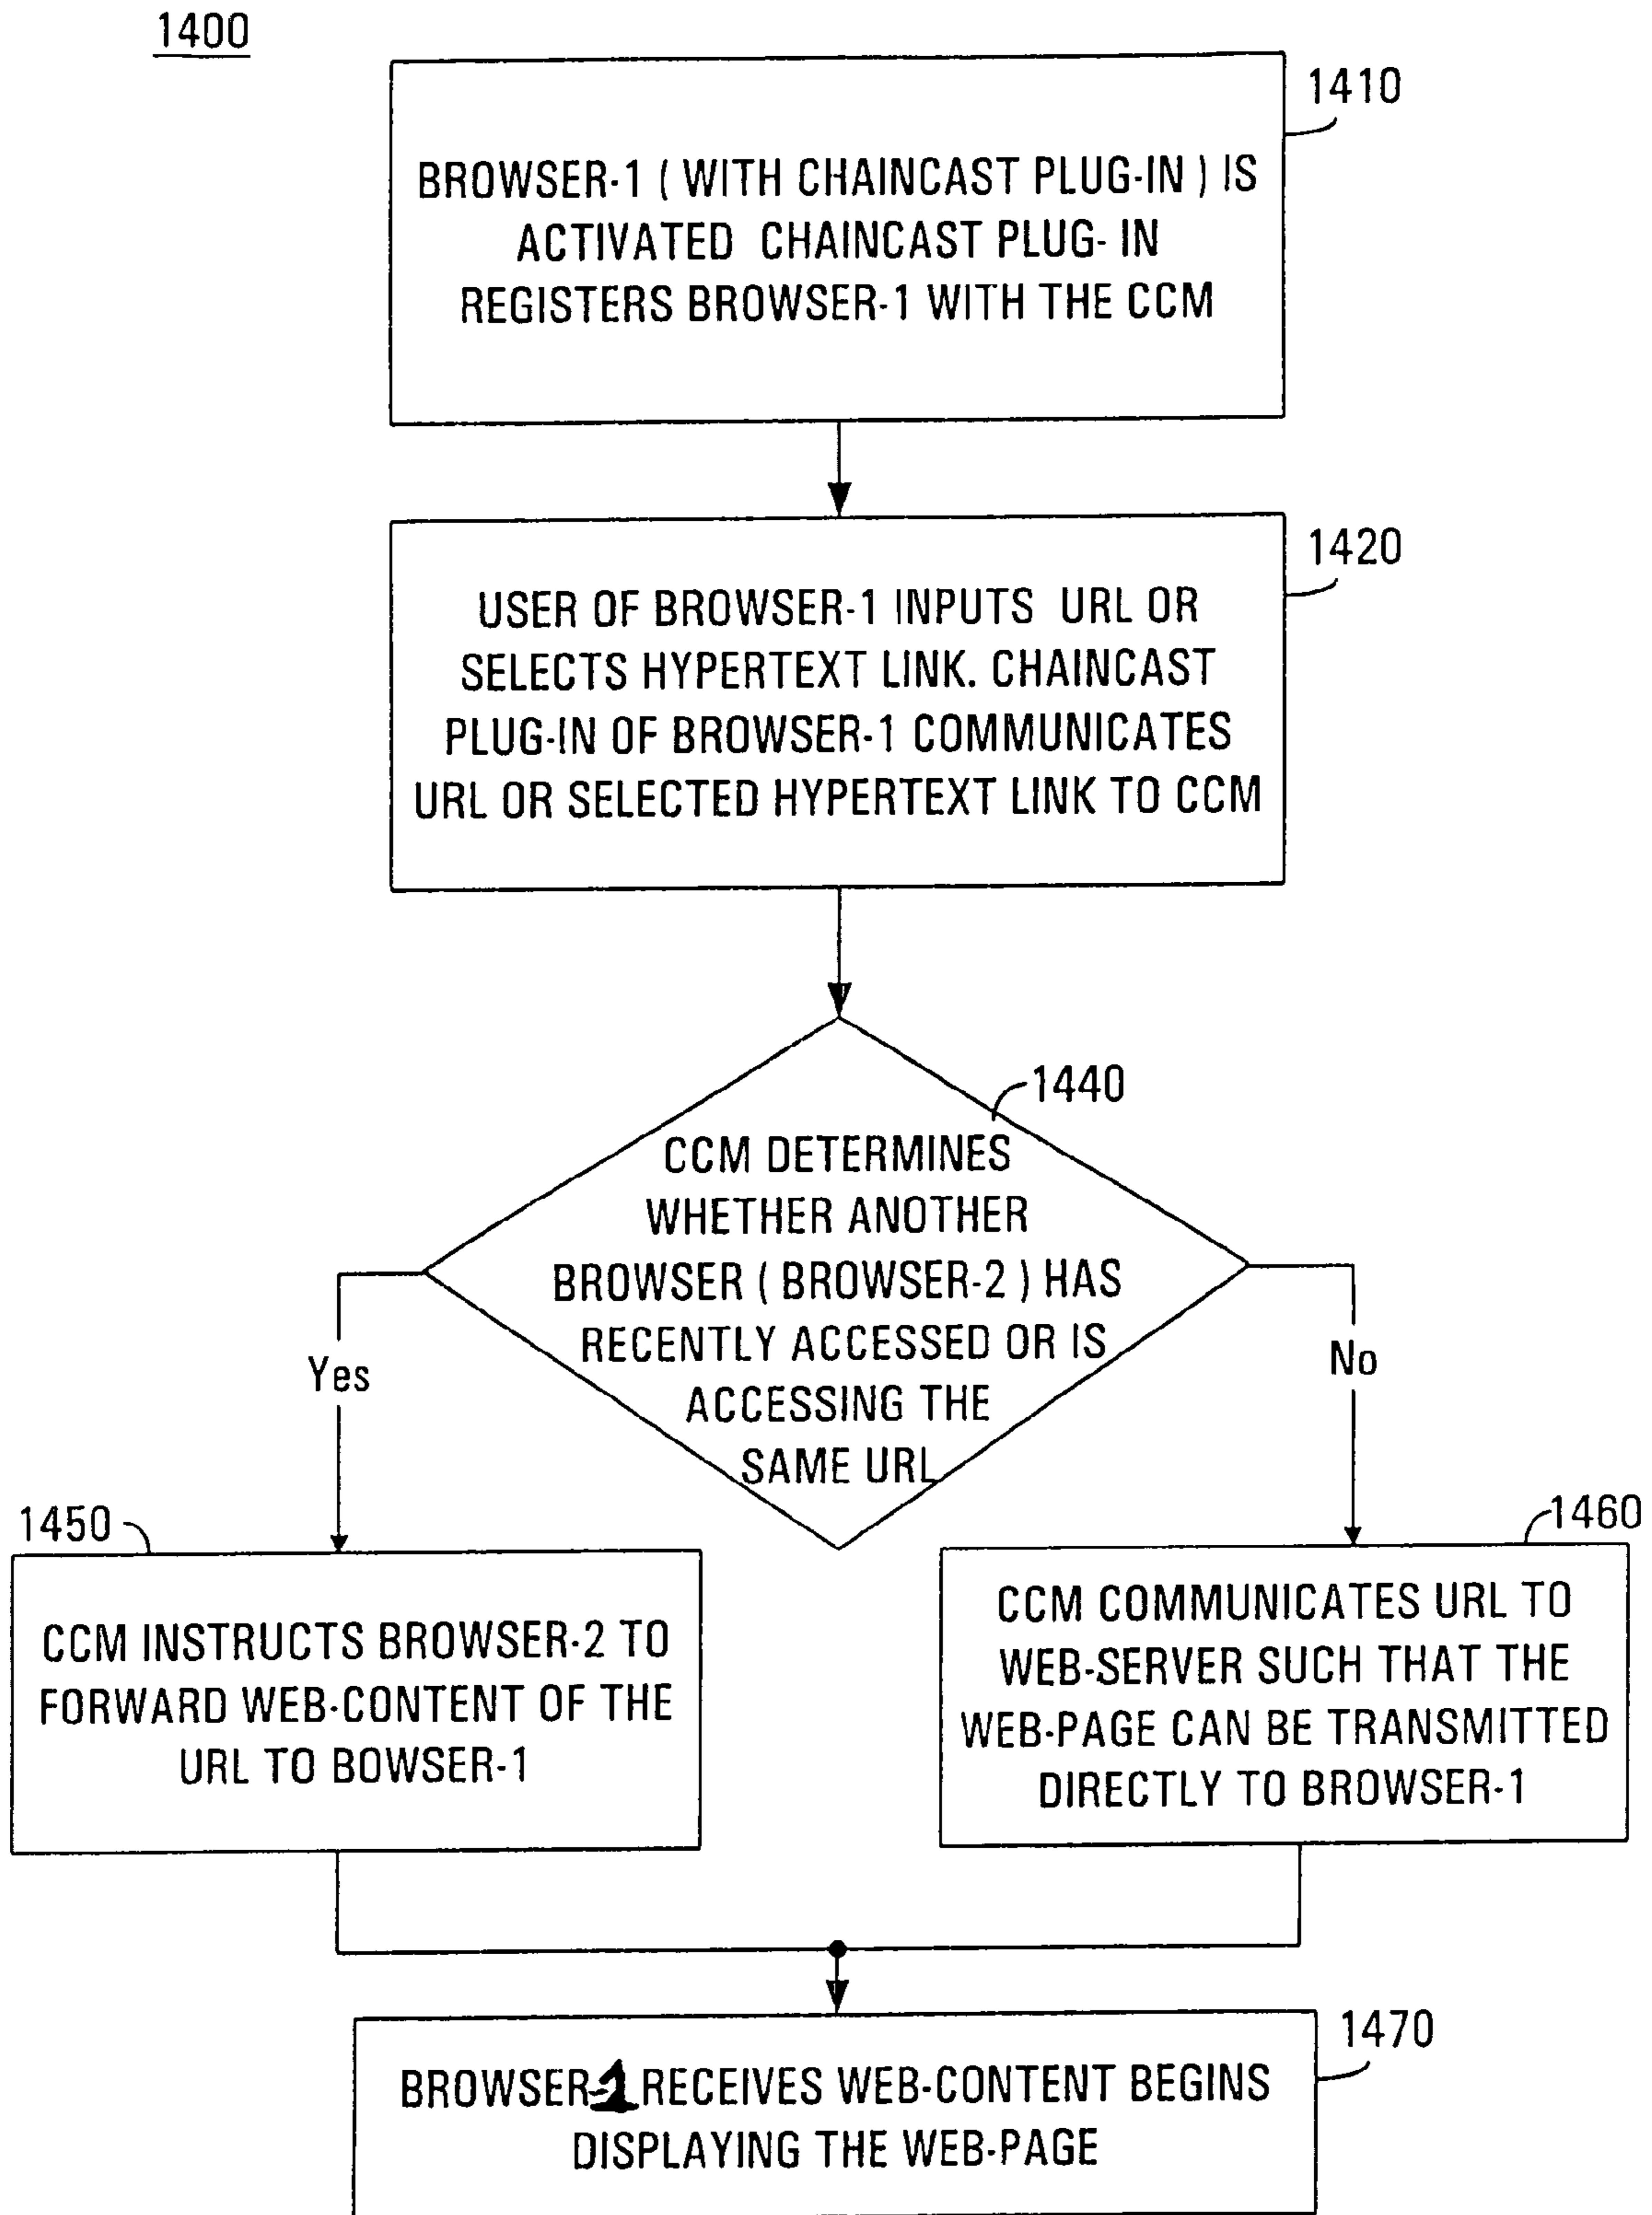 1400
1410
BROWSER-1 ( WITH CHAINCAST PLUG-IN ) IS
ACTIVATED CHAINCAST PLUG- IN
REGISTERS BROWSER-1 WITH THE CCM
1420
USER OF BROWSER-1 INPUTS URL OR
SELECTS HYPERTEXT LINK. CHAINCAST
PLUG-IN OF BROWSER-1 COMMUNICATES
URL OR SELECTED HYPERTEXT LINK TO CCM
1440
CCM DETERMINES
WHETHER ANOTHER
BROWSER ( BROWSER-2 ) HAS
RECENTLY ACCESSED OR IS
ACCESSING THE
SAME URL
Yes
No
1450
CCM INSTRUCTS BROWSER-2 TO
FORWARD WEB-CONTENT OF THE
URL TO BOWSER-1
1460
CCM COMMUNICATES URL TO
WEB-SERVER SUCH THAT THE
WEB-PAGE CAN BE TRANSMITTED
DIRECTLY TO BROWSER-1
1470
BROWSER-1 RECEIVES WEB-CONTENT BEGINS
DISPLAYING THE WEB-PAGE